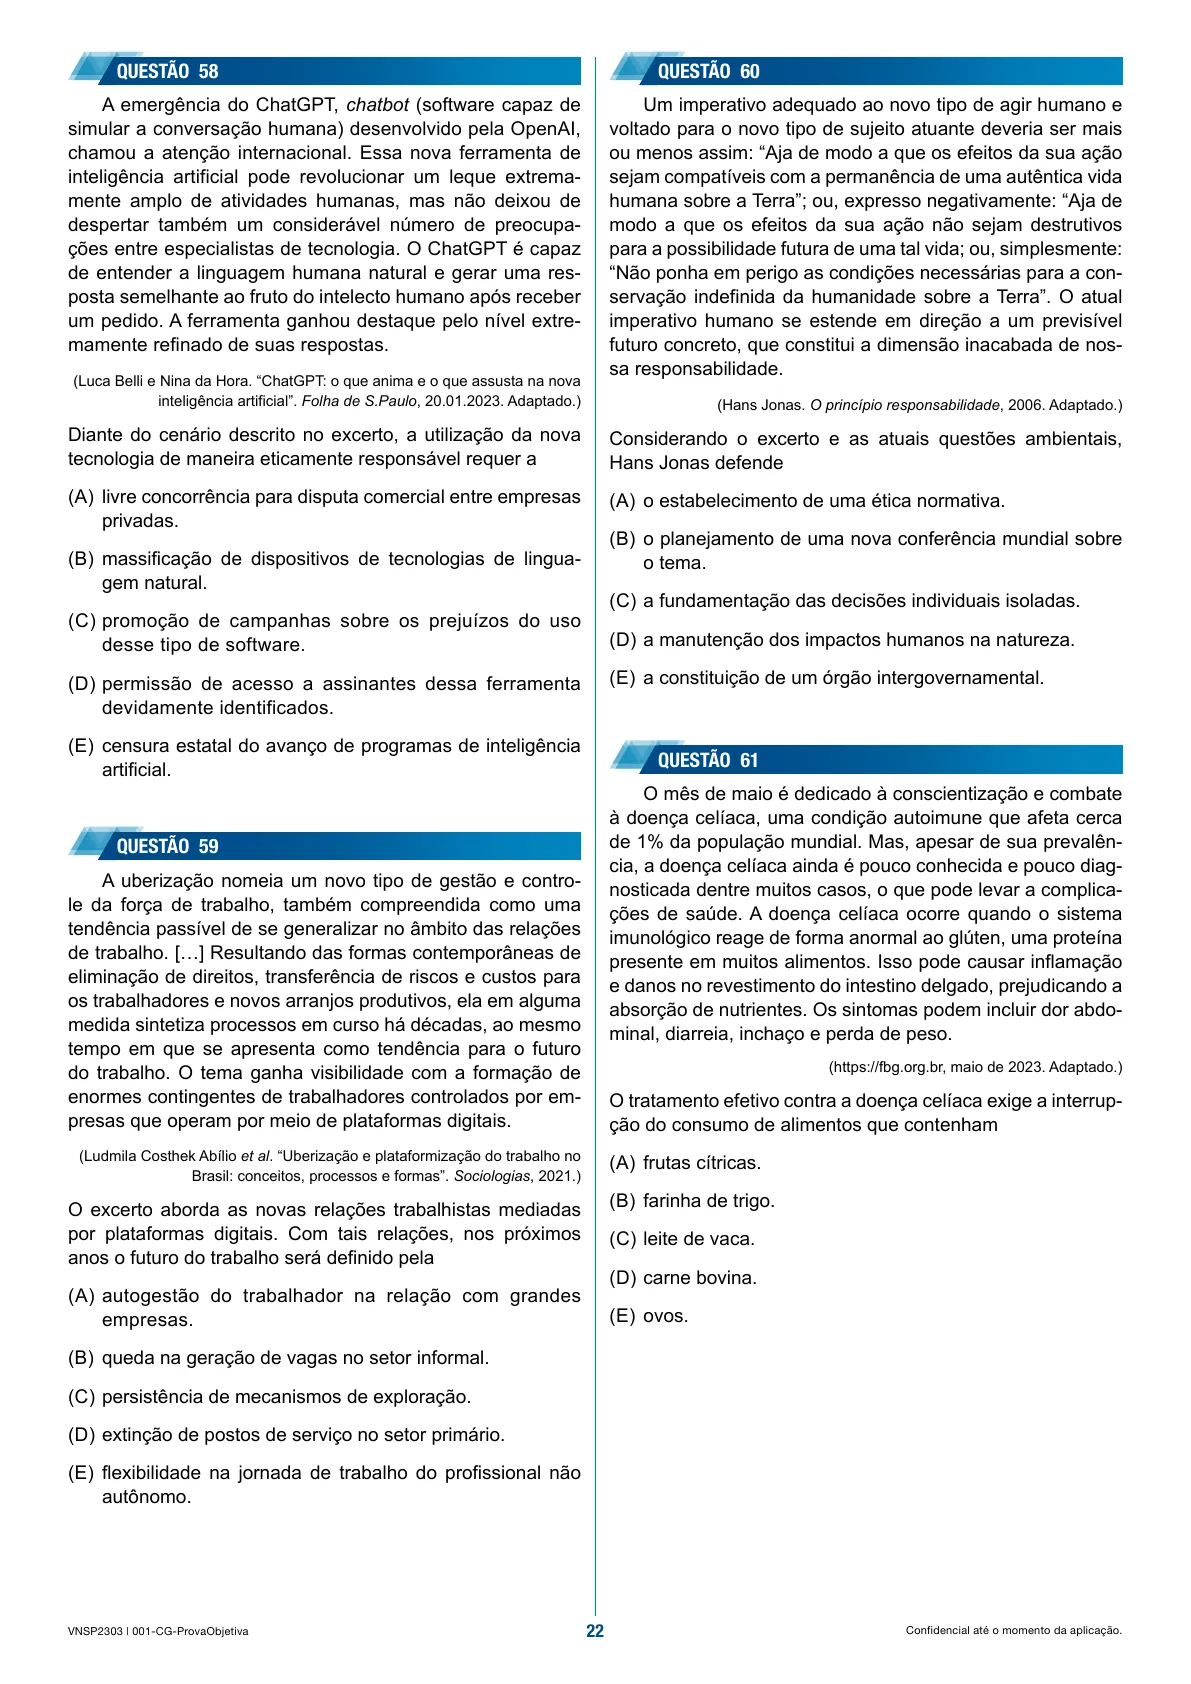 QUESTÃO 58
A emergência do ChatGPT, chatbot (software capaz de
simular a conversação humana) desenvolvido pela OpenAI,
chamou a atenção internacional. Essa nova ferramenta de
inteligência artificial pode revolucionar um leque extrema-
mente amplo de atividades humanas, mas não deixou de
despertar também um considerável número de preocupa-
ções entre especialistas de tecnologia. O ChatGPT é capaz
de entender a linguagem humana natural e gerar uma res-
posta semelhante ao fruto do intelecto humano após receber
um pedido. A ferramenta ganhou destaque pelo nível extre-
mamente refinado de suas respostas.
(Luca Belli e Nina da Hora. “ChatGPT: o que anima e o que assusta na nova
inteligência artificial”. Folha de S.Paulo, 20.01.2023. Adaptado.)
Diante do cenário descrito no excerto, a utilização da nova
tecnologia de maneira eticamente responsável requer a
(A) livre concorrência para disputa comercial entre empresas
privadas.
(B) massificação de dispositivos de tecnologias de lingua-
gem natural.
(C) promoção de campanhas sobre os prejuízos do uso
desse tipo de software.
(D) permissão de acesso a assinantes dessa ferramenta
devidamente identificados.
(E) censura estatal do avanço de programas de inteligência
artificial.
QUESTÃO 59
A uberização nomeia um novo tipo de gestão e contro-
le da força de trabalho, também compreendida como uma
tendência passível de se generalizar no âmbito das relações
de trabalho. […] Resultando das formas contemporâneas de
eliminação de direitos, transferência de riscos e custos para
os trabalhadores e novos arranjos produtivos, ela em alguma
medida sintetiza processos em curso há décadas, ao mesmo
tempo em que se apresenta como tendência para o futuro
do trabalho. O tema ganha visibilidade com a formação de
enormes contingentes de trabalhadores controlados por em-
presas que operam por meio de plataformas digitais.
(Ludmila Costhek Abílio et al. “Uberização e plataformização do trabalho no
Brasil: conceitos, processos e formas”. Sociologias, 2021.)
O excerto aborda as novas relações trabalhistas mediadas
por plataformas digitais. Com tais relações, nos próximos
anos o futuro do trabalho será definido pela
(A) autogestão do trabalhador na relação com grandes
empresas.
(B) queda na geração de vagas no setor informal.
(C) persistência de mecanismos de exploração.
(D) extinção de postos de serviço no setor primário.
(E) flexibilidade na jornada de trabalho do profissional não
autônomo.
QUESTÃO 60
Um imperativo adequado ao novo tipo de agir humano e
voltado para o novo tipo de sujeito atuante deveria ser mais
ou menos assim: “Aja de modo a que os efeitos da sua ação
sejam compatíveis com a permanência de uma autêntica vida
humana sobre a Terra”; ou, expresso negativamente: “Aja de
modo a que os efeitos da sua ação não sejam destrutivos
para a possibilidade futura de uma tal vida; ou, simplesmente:
“Não ponha em perigo as condições necessárias para a con-
servação indefinida da humanidade sobre a Terra”. O atual
imperativo humano se estende em direção a um previsível
futuro concreto, que constitui a dimensão inacabada de nos-
sa responsabilidade.
(Hans Jonas. O princípio responsabilidade, 2006. Adaptado.)
Considerando o excerto e as atuais questões ambientais,
Hans Jonas defende
(A) o estabelecimento de uma ética normativa.
(B) o planejamento de uma nova conferência mundial sobre
o tema.
(C) a fundamentação das decisões individuais isoladas.
(D) a manutenção dos impactos humanos na natureza.
(E) a constituição de um órgão intergovernamental.
QUESTÃO 61
O mês de maio é dedicado à conscientização e combate
à doença celíaca, uma condição autoimune que afeta cerca
de 1% da população mundial. Mas, apesar de sua prevalên-
cia, a doença celíaca ainda é pouco conhecida e pouco diag-
nosticada dentre muitos casos, o que pode levar a complica-
ções de saúde. A doença celíaca ocorre quando o sistema
imunológico reage de forma anormal ao glúten, uma proteína
presente em muitos alimentos. Isso pode causar inflamação
e danos no revestimento do intestino delgado, prejudicando a
absorção de nutrientes. Os sintomas podem incluir dor abdo-
minal, diarreia, inchaço e perda de peso.
(https://fbg.org.br, maio de 2023. Adaptado.)
O tratamento efetivo contra a doença celíaca exige a interrup-
ção do consumo de alimentos que contenham
(A) frutas cítricas.
(B) farinha de trigo.
(C) leite de vaca.
(D) carne bovina.
(E) ovos.
VNSP2303 | 001-CG-ProvaObjetiva
22
Confidencial até o momento da aplicação.